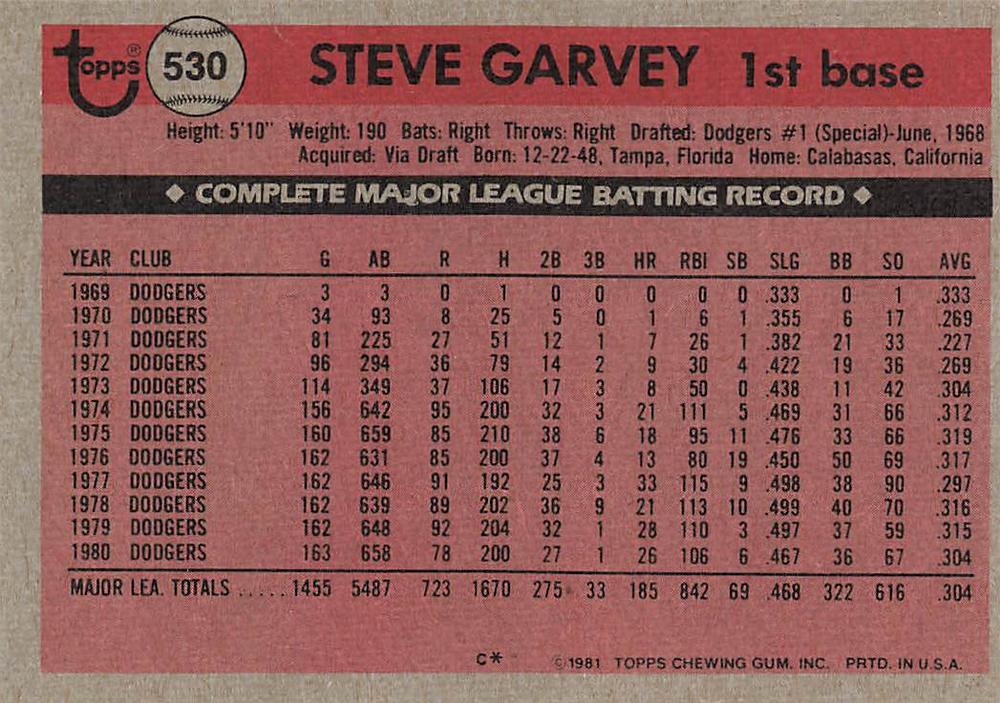 topps® 530 STEVE GARVEY 1st base
Height: 5'10" Weight: 190 Bats: Right Throws: Right Drafted: Dodgers #1 (Special)-June, 1968
Acquired: Via Draft Born: 12-22-48, Tampa, Florida Home: Calabasas, California
◆ COMPLETE MAJOR LEAGUE BATTING RECORD ◆
YEAR CLUB G AB R H 2B 3B HR RBI SB SLG BB SO AVG
1969 DODGERS 3 3 0 1 0 0 0 0 0 .333 0 1 .333
1970 DODGERS 34 93 8 25 5 0 1 6 1 .355 6 17 .269
1971 DODGERS 81 225 27 51 12 1 7 26 1 .382 21 33 .227
1972 DODGERS 96 294 36 79 14 2 9 30 4 .422 19 36 .269
1973 DODGERS 114 349 37 106 17 3 8 50 0 .438 11 42 .304
1974 DODGERS 156 642 95 200 32 3 21 111 5 .469 31 66 .312
1975 DODGERS 160 659 85 210 38 6 18 95 11 .476 33 66 .319
1976 DODGERS 162 631 85 200 37 4 13 80 19 .450 50 69 .317
1977 DODGERS 162 646 91 192 25 3 33 115 9 .498 38 90 .297
1978 DODGERS 162 639 89 202 36 9 21 113 10 .499 40 70 .316
1979 DODGERS 162 648 92 204 32 1 28 110 3 .497 37 59 .315
1980 DODGERS 163 658 78 200 27 1 26 106 6 .467 36 67 .304
MAJOR LEA. TOTALS ..... 1455 5487 723 1670 275 33 185 842 69 .468 322 616 .304
C* ©1981 TOPPS CHEWING GUM, INC. PRTD. IN U.S.A.